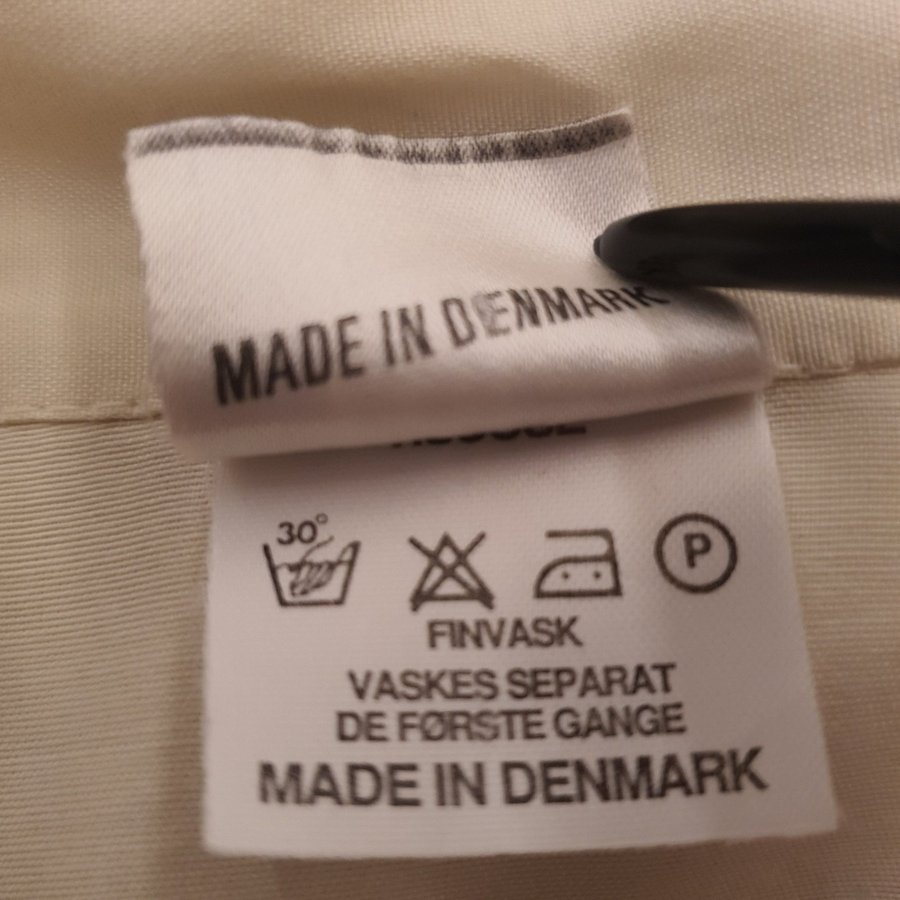 MADE IN DENMARK
30°
P
FINVASK
VASKES SEPARAT
DE FØRSTE GANGE
MADE IN DENMARK